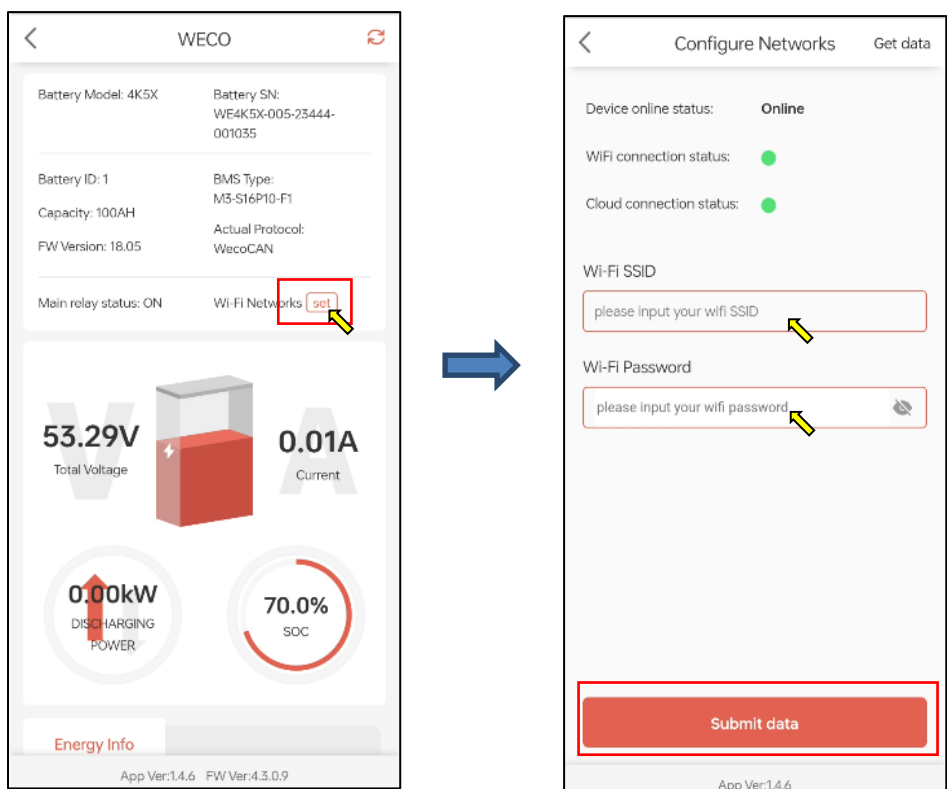 WECO
Battery Model: 4K5X
Battery SN:
WE4K5X-005-23444-
001035
Battery ID: 1
BMS Type:
M3-S16P10-F1
Capacity: 100AH
Actual Protocol:
FW Version: 18.05
WecoCAN
Main relay status: ON
Wi-Fi Networks set
V
A
53.29V
Total Voltage
0.01A
Current
0.00kW
DISCHARGING
POWER
70.0%
SOC
Energy Info
App Ver:1.4.6 FW Ver:4.3.0.9
Configure Networks
Get data
Device online status: Online
WiFi connection status:
Cloud connection status:
Wi-Fi SSID
please input your wifi SSID
Wi-Fi Password
please input your wifi password
Submit data
App Ver:1.4.6